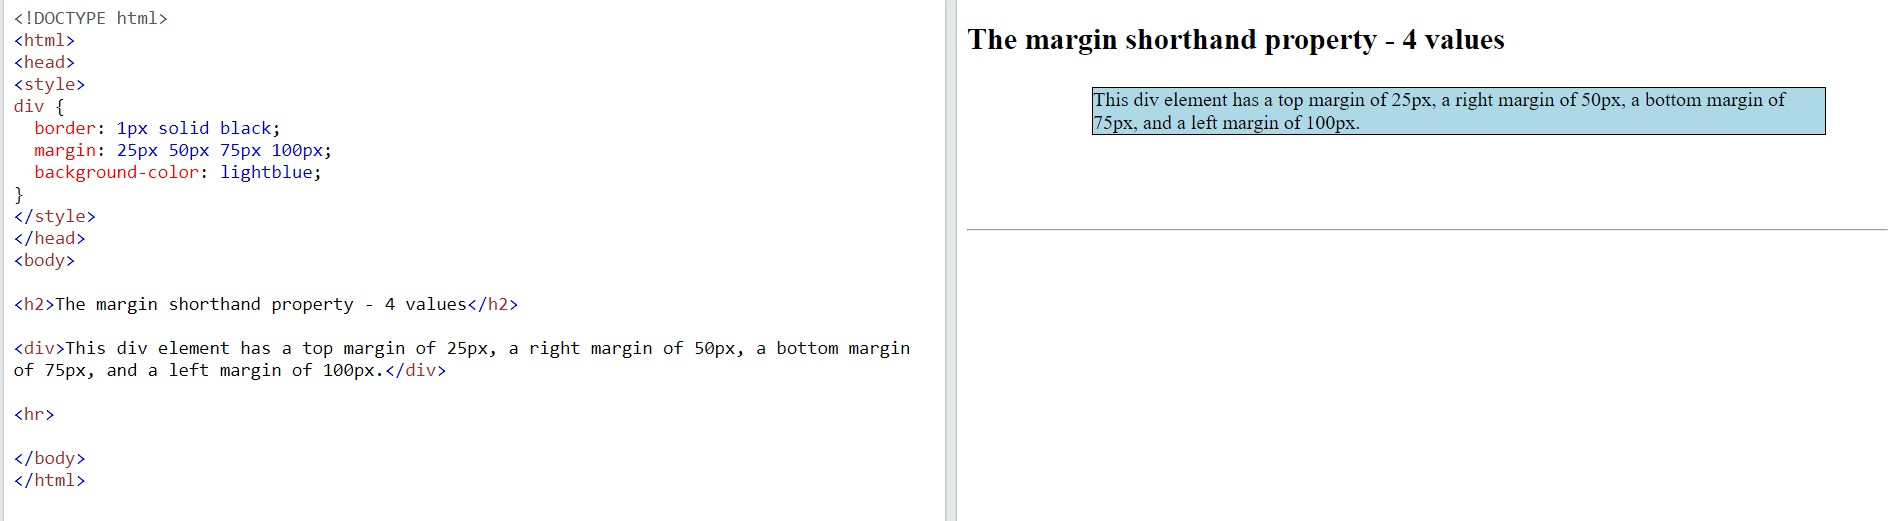 <!DOCTYPE html>
<html>
<head>
<style>
div {
  border: 1px solid black;
  margin: 25px 50px 75px 100px;
  background-color: lightblue;
}
</style>
</head>
<body>
<h2>The margin shorthand property - 4 values</h2>
<div>This div element has a top margin of 25px, a right margin of 50px, a bottom margin
of 75px, and a left margin of 100px.</div>
<hr>
</body>
</html>
The margin shorthand property - 4 values
This div element has a top margin of 25px, a right margin of 50px, a bottom margin of
75px, and a left margin of 100px.